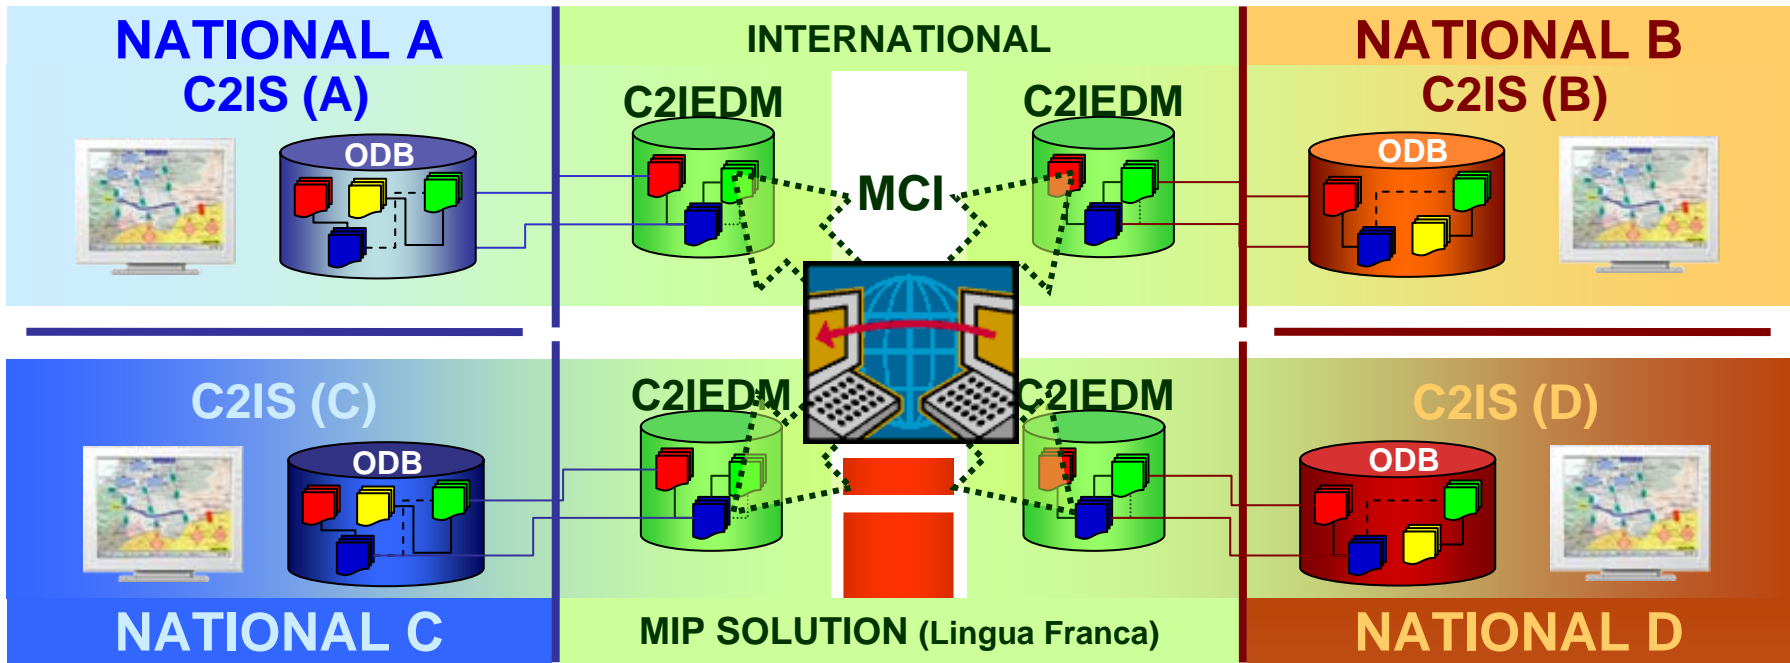 NATIONAL A
C2IS (A)
ODB
INTERNATIONAL
C2IEDM
C2IEDM
MCI
NATIONAL B
C2IS (B)
ODB
C2IS (C)
ODB
NATIONAL C
C2IEDM
C2IEDM
MIP SOLUTION (Lingua Franca)
C2IS (D)
ODB
NATIONAL D